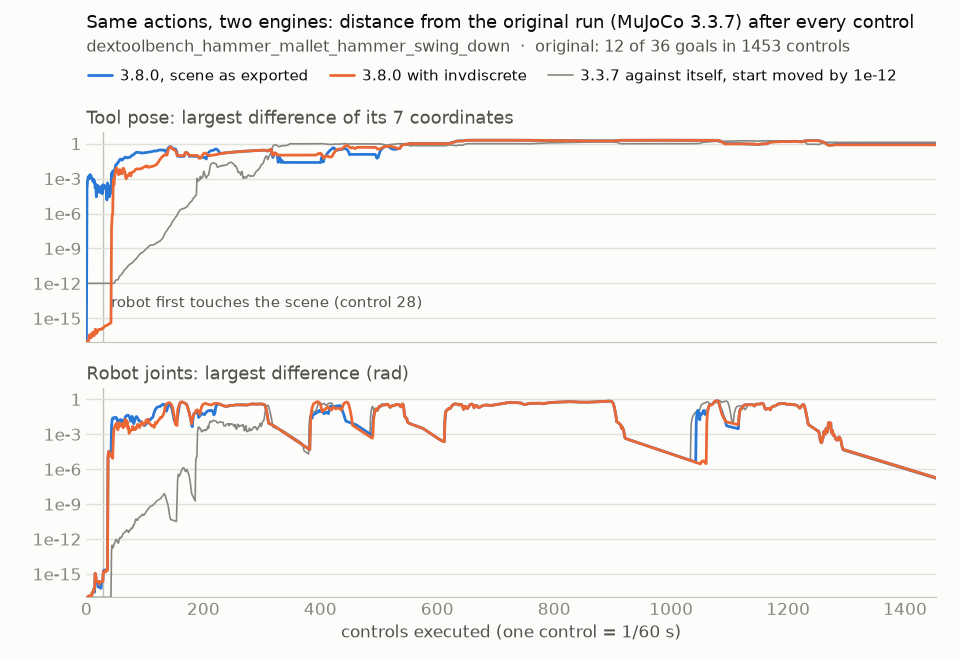 Same actions, two engines: distance from the original run (MuJoCo 3.3.7) after every control
dextoolbench_hammer_mallet_hammer_swing_down · original: 12 of 36 goals in 1453 controls
3.8.0, scene as exported 3.8.0 with invdiscrete 3.3.7 against itself, start moved by 1e-12
Tool pose: largest difference of its 7 coordinates
1
1e-3
1e-6
1e-9
1e-12
robot first touches the scene (control 28)
1e-15
Robot joints: largest difference (rad)
1
1e-3
1e-6
1e-9
1e-12
1e-15
0 200 400 600 800 1000 1200 1400
controls executed (one control = 1/60 s)